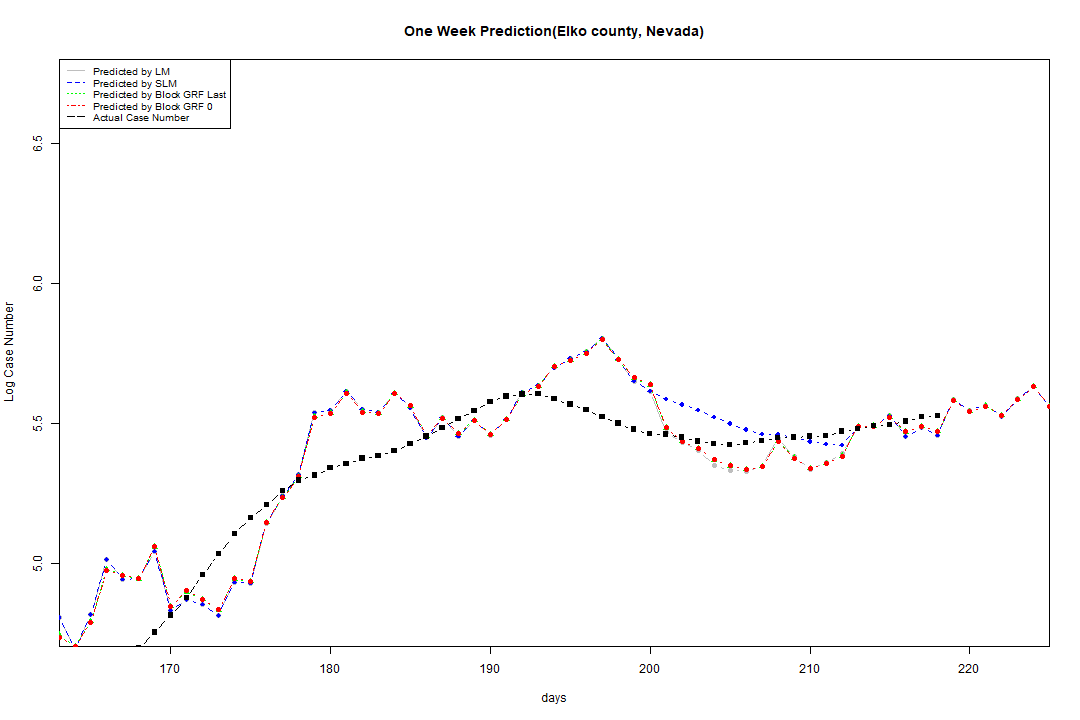 One Week Prediction(Elko county, Nevada)
Predicted by LM
Predicted by SLM
Predicted by Block GRF Last
Predicted by Block GRF 0
Actual Case Number
6.5
6.0
5.5
5.0
Log Case Number
170 180 190 200 210 220
days